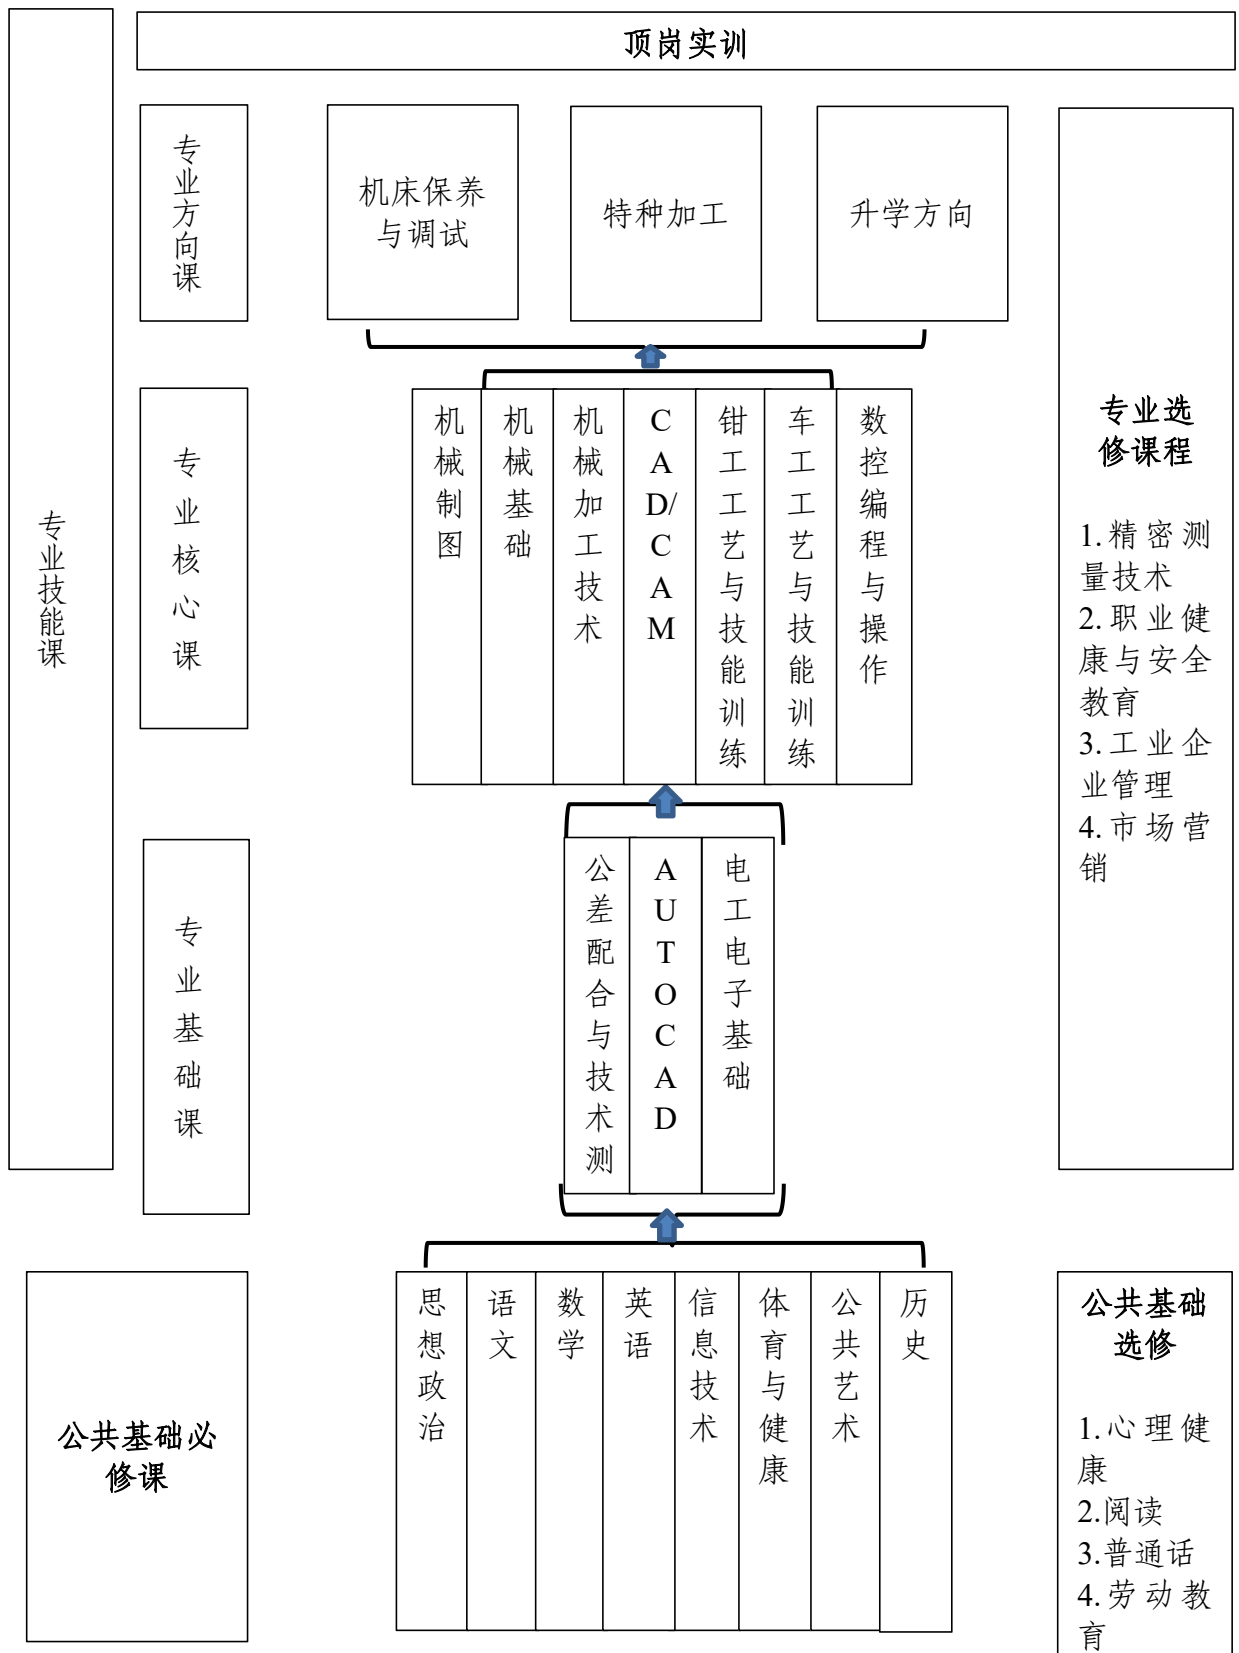 顶岗实训
专业技能课
专业方向课
机床保养
与调试
特种加工
升学方向
专业选
修课程
1.精密测
量技术
2.职业健
康与安全
教育
3.工业企
业管理
4.市场营
销
专业核心课
机械制图
机械基础
机械加工技术
CAD/CAM
钳工工艺与技能训练
车工工艺与技能训练
数控编程与操作
专业基础课
公差配合与技术测
AUTOCAD
电工电子基础
公共基础必
修课
思想政治
语文
数学
英语
信息技术
体育与健康
公共艺术
历史
公共基础
选修
1.心理健
康
2.阅读
3.普通话
4.劳动教
育